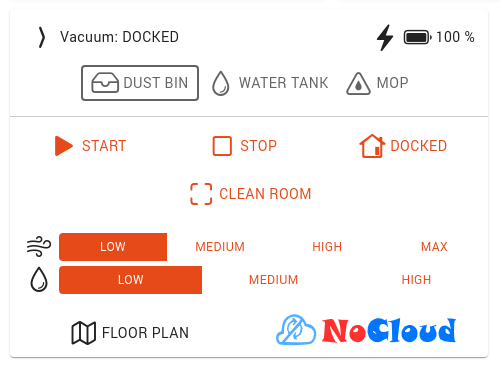 Vacuum: DOCKED 100 %
DUST BIN WATER TANK MOP
START STOP DOCKED
CLEAN ROOM
LOW MEDIUM HIGH MAX
LOW MEDIUM HIGH
FLOOR PLAN NoCloud